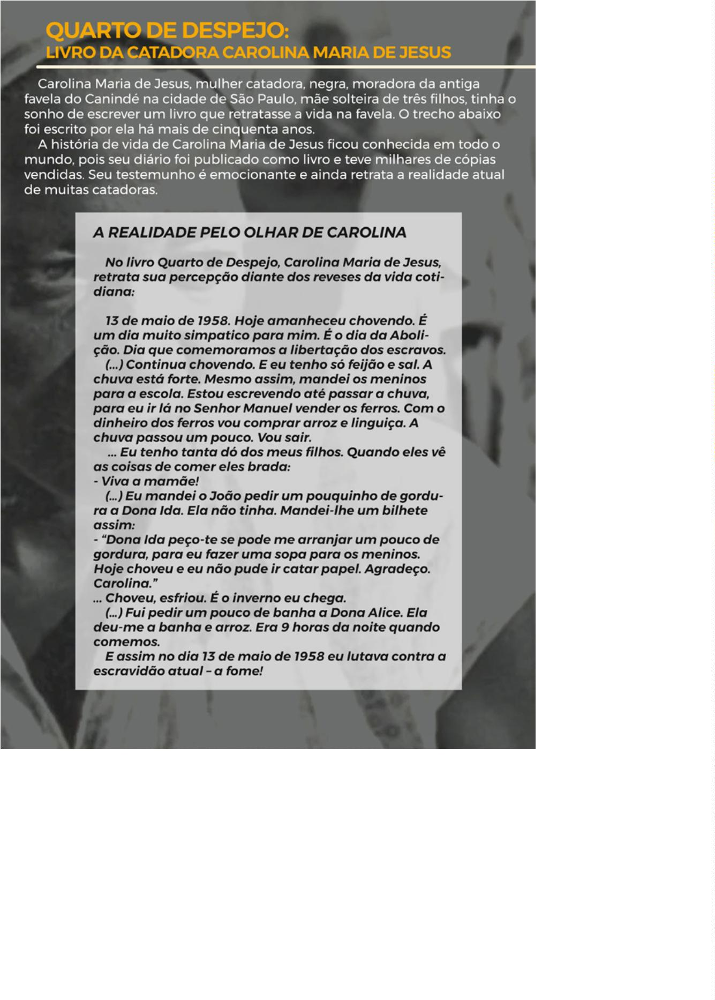 QUARTO DE DESPEJO:
LIVRO DA CATADORA CAROLINA MARIA DE JESUS
Carolina Maria de Jesus, mulher catadora, negra, moradora da antiga
favela do Canindé na cidade de São Paulo, mãe solteira de três filhos, tinha o
sonho de escrever um livro que retratasse a vida na favela. O trecho abaixo
foi escrito por ela há mais de cinquenta anos.
A história de vida de Carolina Maria de Jesus ficou conhecida em todo o
mundo, pois seu diário foi publicado como livro e teve milhares de cópias
vendidas. Seu testemunho é emocionante e ainda retrata a realidade atual
de muitas catadoras.
A REALIDADE PELO OLHAR DE CAROLINA
No livro Quarto de Despejo, Carolina Maria de Jesus,
retrata sua percepção diante dos reveses da vida coti-
diana:
13 de maio de 1958. Hoje amanheceu chovendo. É
um dia muito simpatico para mim. É o dia da Aboli-
ção. Dia que comemoramos a libertação dos escravos.
(...) Continua chovendo. E eu tenho só feijão e sal. A
chuva está forte. Mesmo assim, mandei os meninos
para a escola. Estou escrevendo até passar a chuva,
para eu ir lá no Senhor Manuel vender os ferros. Com o
dinheiro dos ferros vou comprar arroz e linguiça. A
chuva passou um pouco. Vou sair.
... Eu tenho tanta dó dos meus filhos. Quando eles vê
as coisas de comer eles brada:
- Viva a mamãe!
(...) Eu mandei o João pedir um pouquinho de gordu-
ra a Dona Ida. Ela não tinha. Mandei-lhe um bilhete
assim:
- “Dona Ida peço-te se pode me arranjar um pouco de
gordura, para eu fazer uma sopa para os meninos.
Hoje choveu e eu não pude ir catar papel. Agradeço.
Carolina.”
... Choveu, esfriou. É o inverno eu chega.
(...) Fui pedir um pouco de banha a Dona Alice. Ela
deu-me a banha e arroz. Era 9 horas da noite quando
comemos.
E assim no dia 13 de maio de 1958 eu lutava contra a
escravidão atual – a fome!